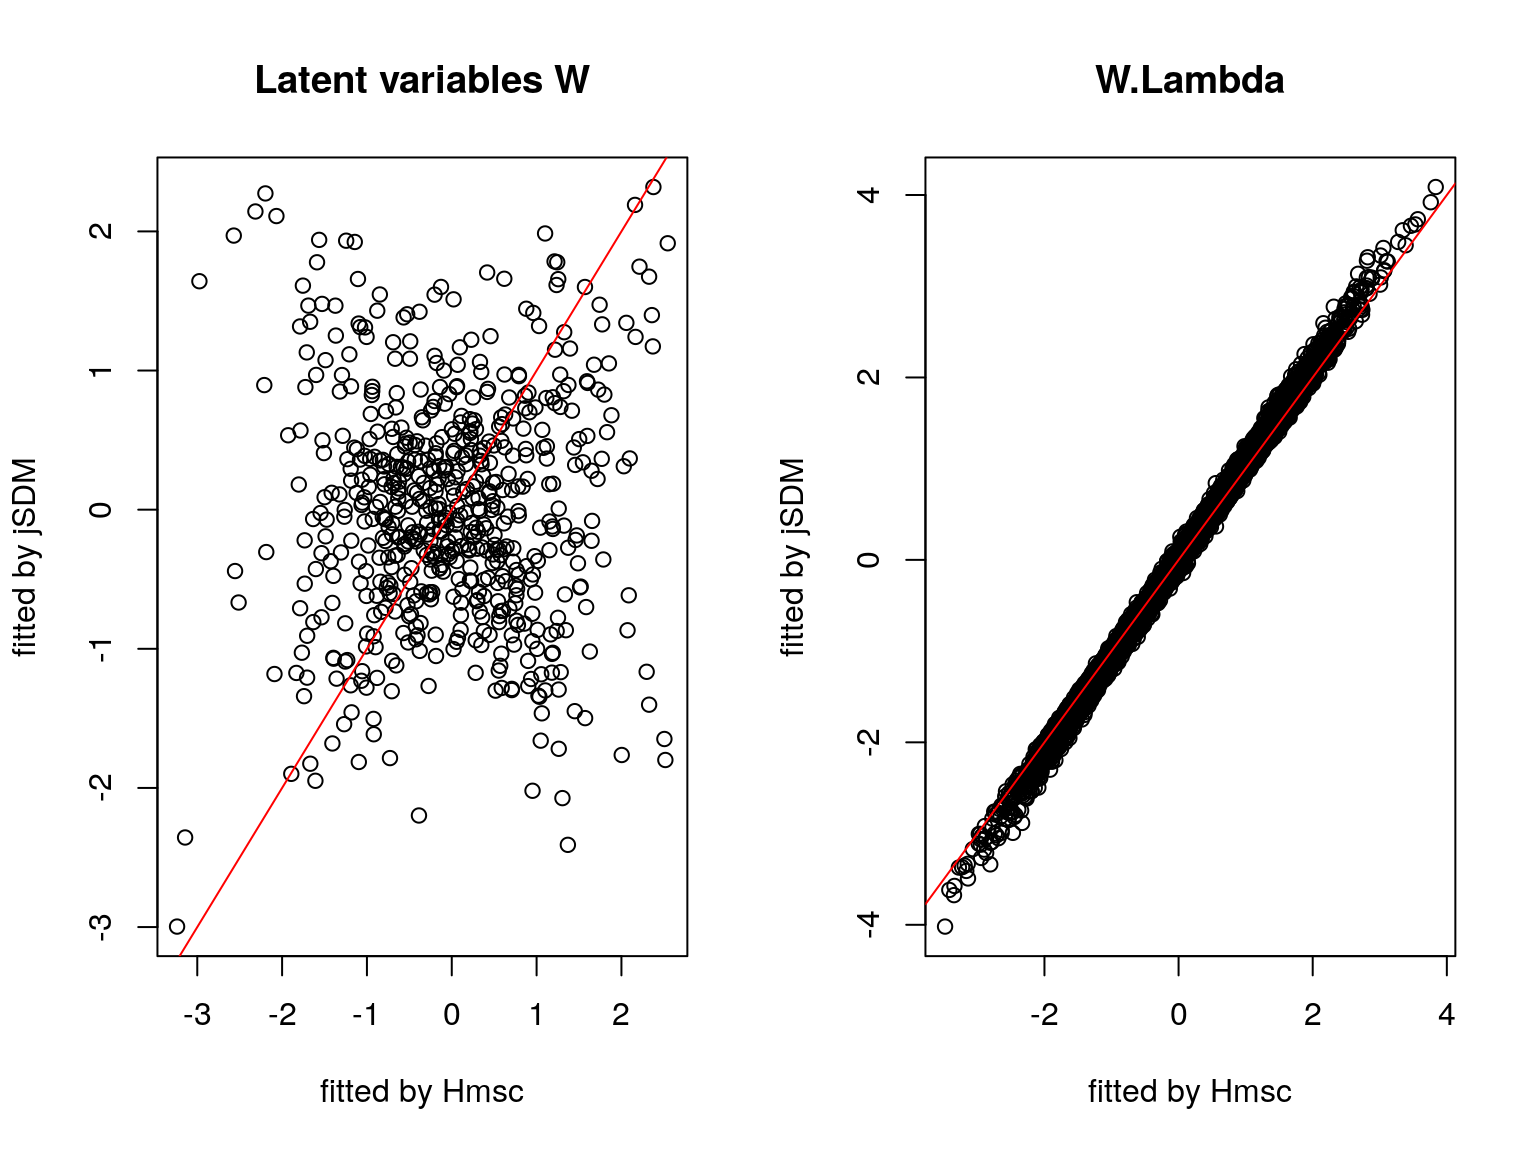 Latent variables W
fitted by jSDM
2
1
0
-1
-2
-3
-3 -2 -1 0 1 2
fitted by Hmsc
W.Lambda
fitted by jSDM
4
2
0
-2
-4
-2 0 2 4
fitted by Hmsc